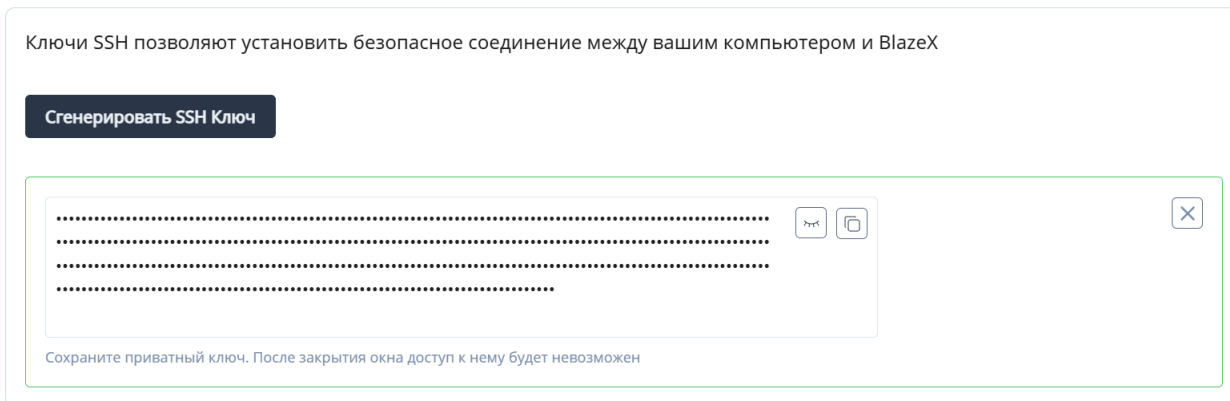 Ключи SSH позволяют установить безопасное соединение между вашим компьютером и BlazeX
Сгенерировать SSH Ключ
Сохраните приватный ключ. После закрытия окна доступ к нему будет невозможен